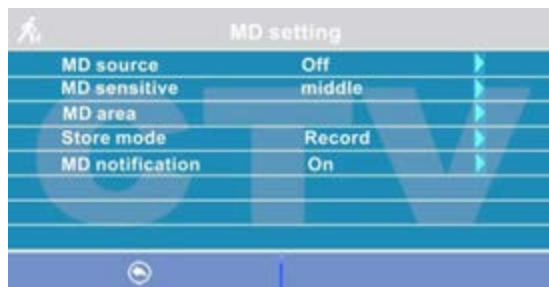 MD setting
MD source Off
MD sensitive middle
MD area
Store mode Record
MD notification On
CTV